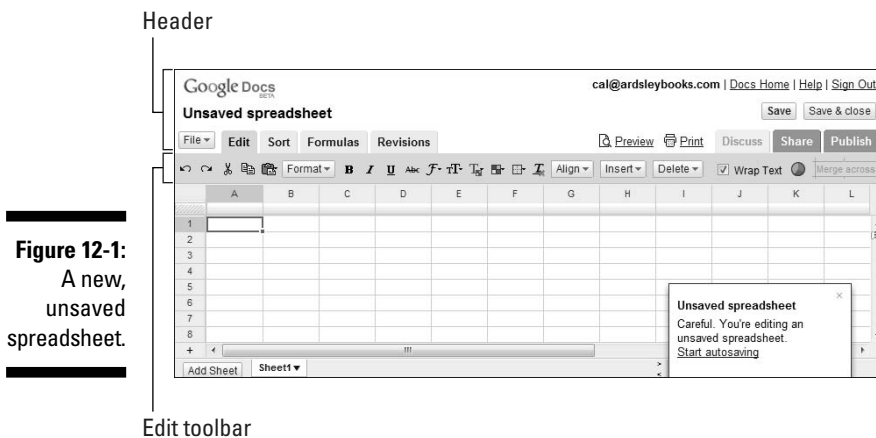 Header
Google Docs
BETA
cal@ardsleybooks.com | Docs Home | Help | Sign Out
Unsaved spreadsheet
Save Save & close
File Edit Sort Formulas Revisions Preview Print Discuss Share Publish
Format B I U Abc F T T T Align Insert Delete Wrap Text Merge across
A B C D E F G H I J K L
1
2
3
4
5
6
7
8
Unsaved spreadsheet ×
Careful. You're editing an
unsaved spreadsheet.
Start autosaving
+
Add Sheet Sheet1
Figure 12-1:
A new,
unsaved
spreadsheet.
Edit toolbar